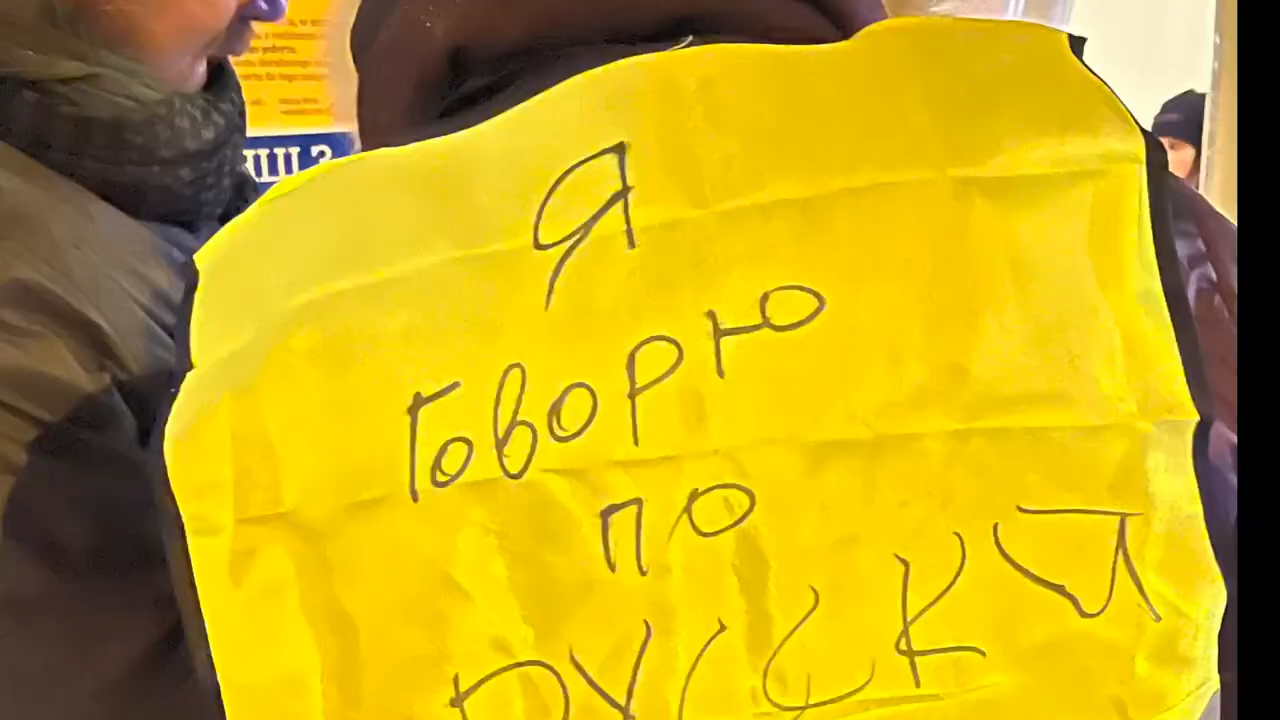 Я
Говорю
по
русски